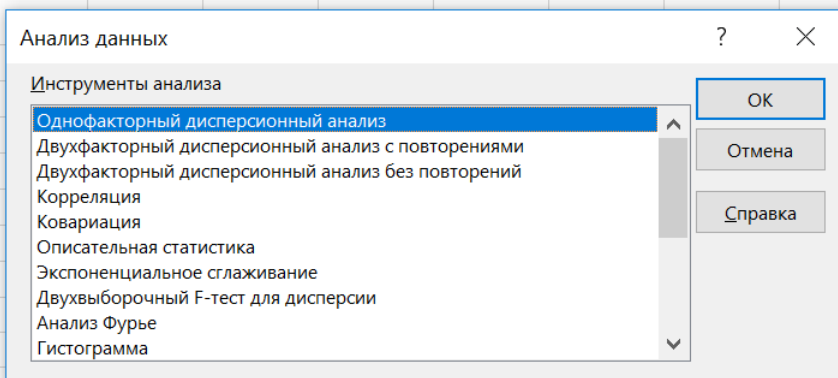 Анализ данных
?
Инструменты анализа
Однофакторный дисперсионный анализ
Двухфакторный дисперсионный анализ с повторениями
Двухфакторный дисперсионный анализ без повторений
Корреляция
Ковариация
Описательная статистика
Экспоненциальное сглаживание
Двухвыборочный F-тест для дисперсии
Анализ Фурье
Гистограмма
ОК
Отмена
Справка